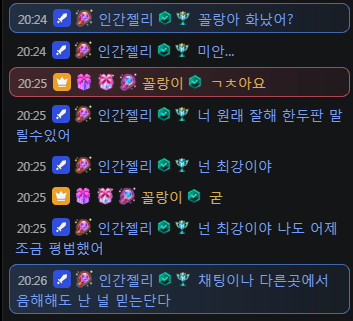 20:24 인간젤리 꼴랑아 화났어?
20:24 인간젤리 미안...
20:25 꼴랑이 ㄱㅊ아요
20:25 인간젤리 너 원래 잘해 한두판 말
릴수있어
20:25 인간젤리 넌 최강이야
20:25 꼴랑이 굳
20:25 인간젤리 넌 최강이야 나도 어제
조금 평범했어
20:26 인간젤리 채팅이나 다른곳에서
음해해도 난 널 믿는단다